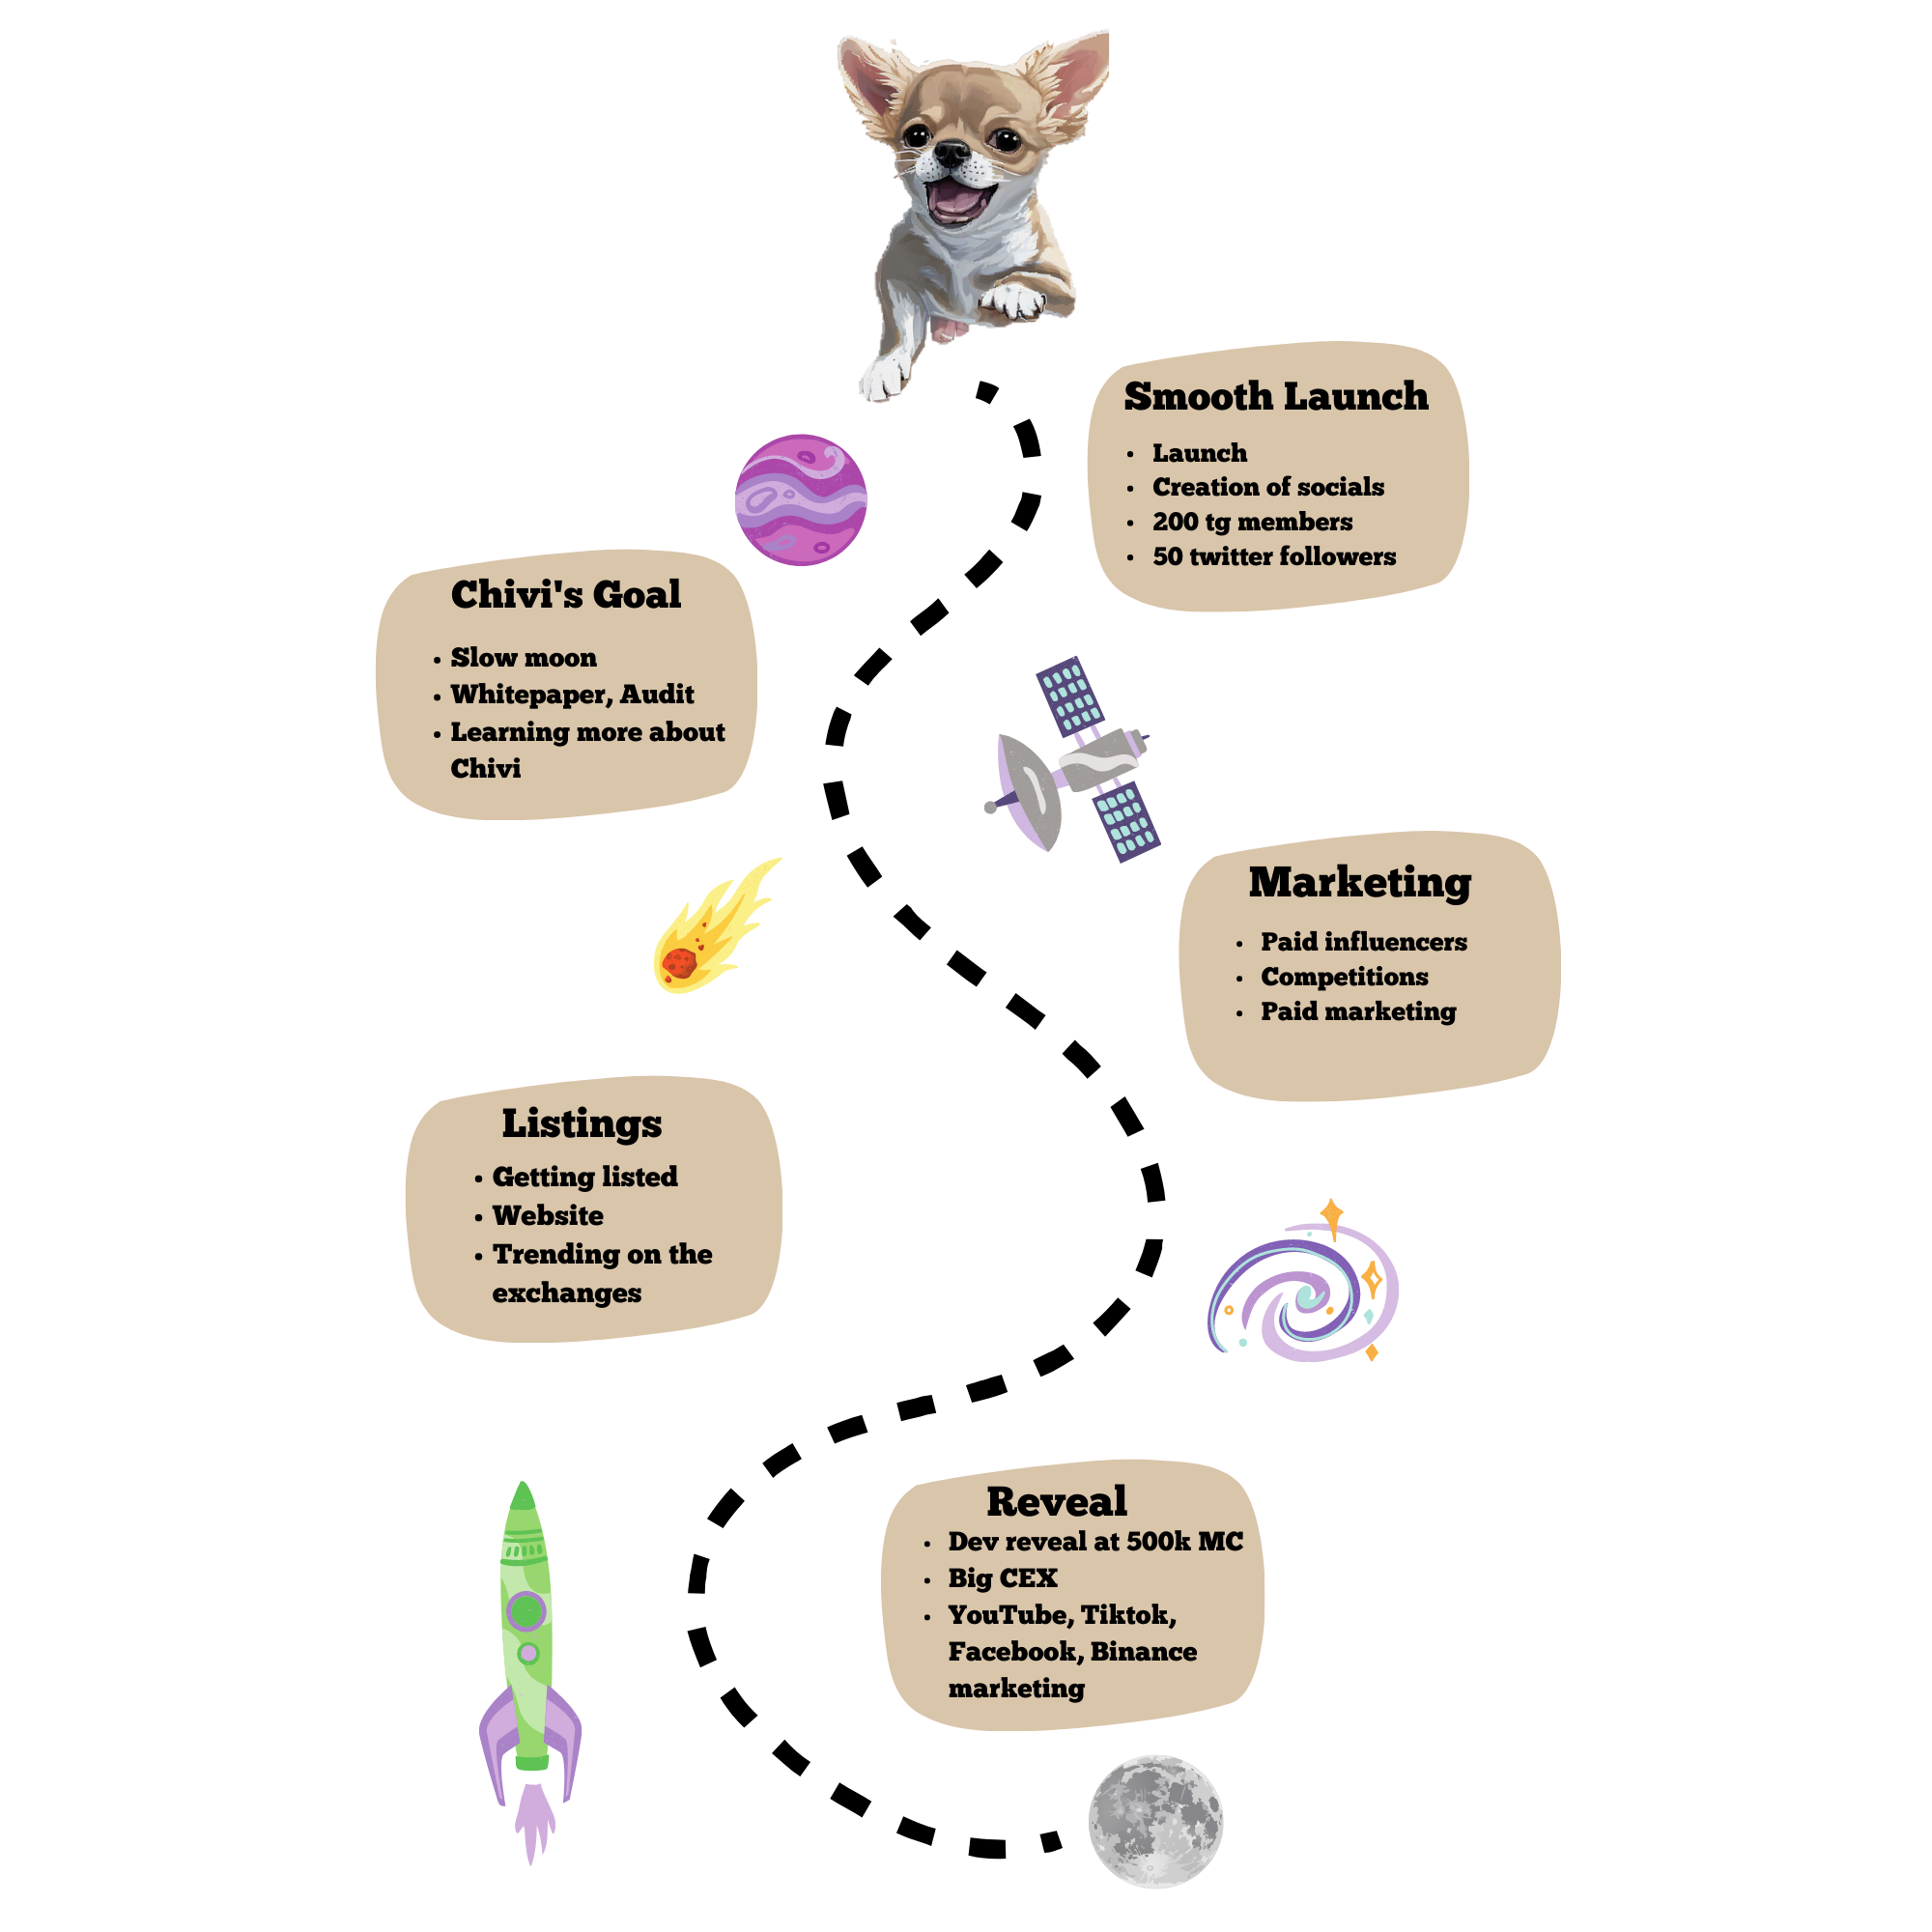 Smooth Launch
• Launch
• Creation of socials
• 200 tg members
• 50 twitter followers
Chivi's Goal
• Slow moon
• Whitepaper, Audit
• Learning more about
Chivi
Marketing
• Paid influencers
• Competitions
• Paid marketing
Listings
• Getting listed
• Website
• Trending on the
exchanges
Reveal
• Dev reveal at 500k MC
• Big CEX
• YouTube, Tiktok,
Facebook, Binance
marketing